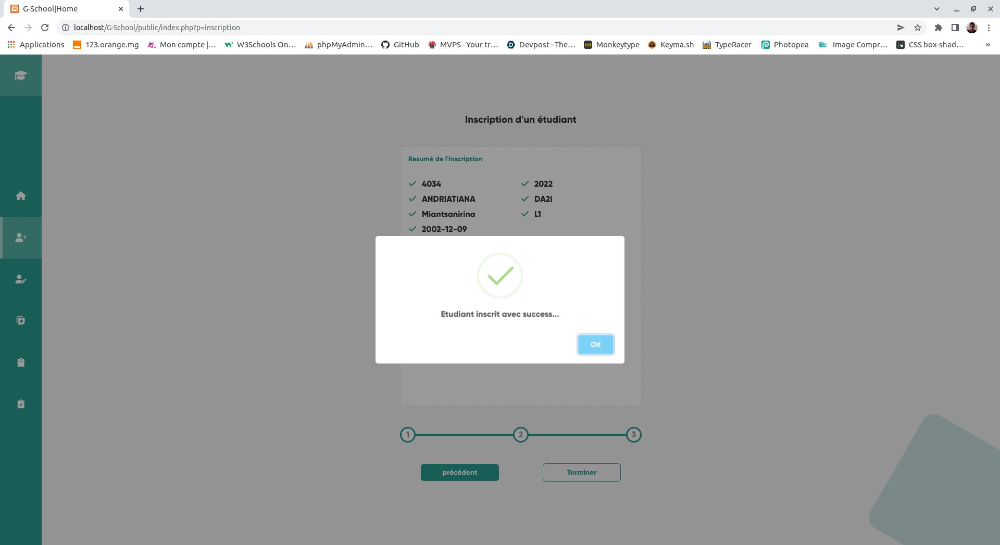 G-School|Home
localhost/G-School/public/index.php?p=inscription
Applications 123.orange.mg Mon compte |... W3Schools On... phpMyAdmin... GitHub MVPS - Your tr... Devpost - The... Monkeytype Keyma.sh TypeRacer Photopea Image Compr... CSS box-shad... »
Inscription d'un étudiant
Resumé de l'inscription
4034 2022
ANDRIATIANA DA2I
Miantsanirina L1
2002-12-09
Etudiant inscrit avec success...
OK
1 2 3
précédent Terminer